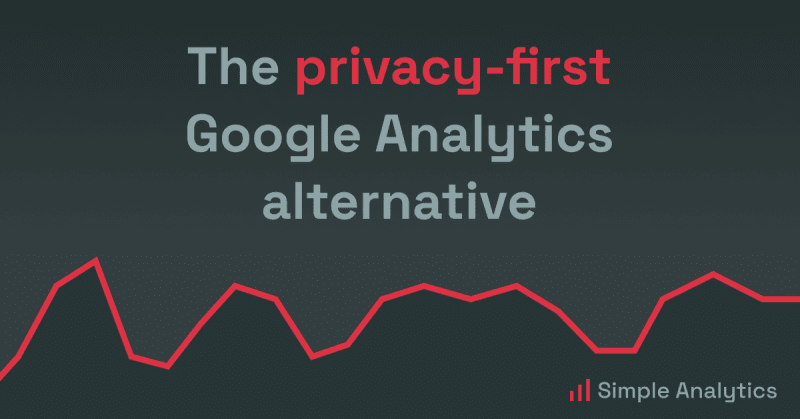 The privacy-first
Google Analytics
alternative
Simple Analytics